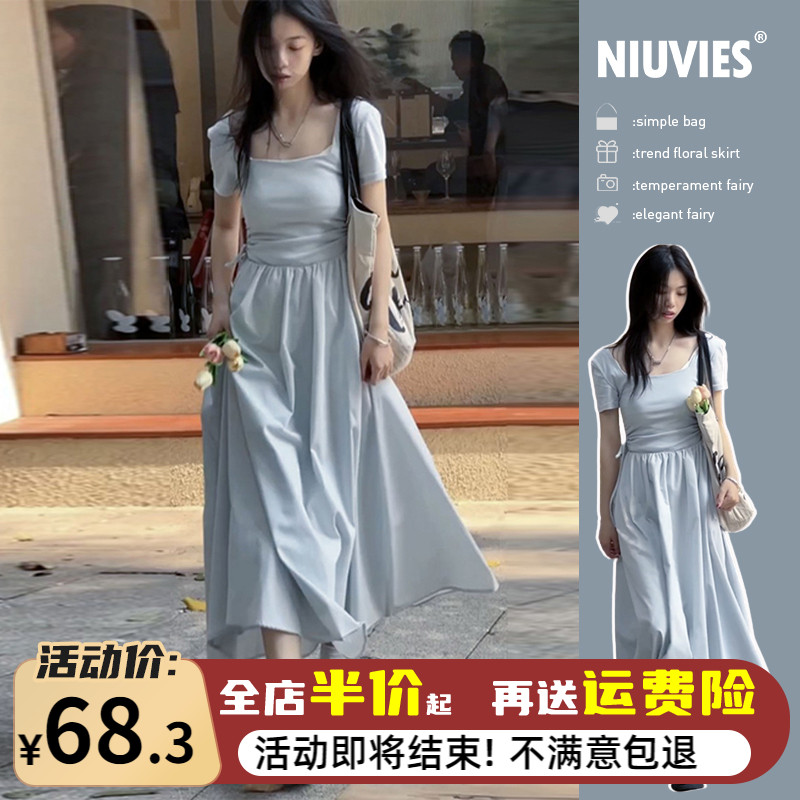 NIUVIES®
:simple bag
:trend floral skirt
:temperament fairy
:elegant fairy
活动价:
¥68.3
全店半价起 再送运费险
活动即将结束! 不满意包退